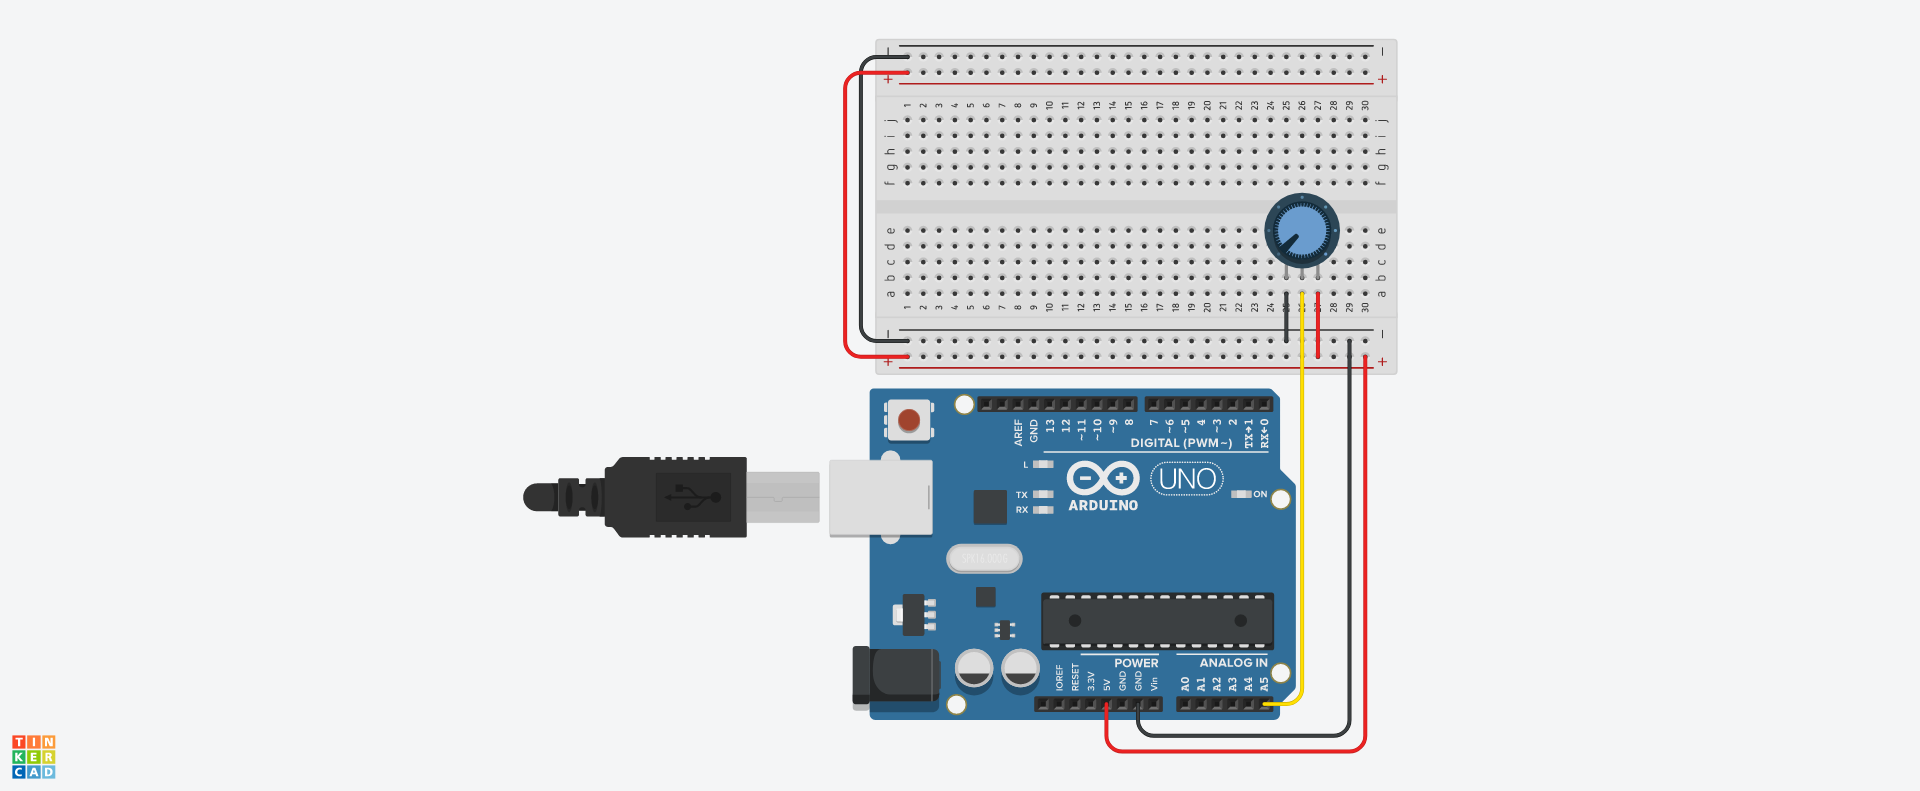 − −
+ +
1 2 3 4 5 6 7 8 9 10 11 12 13 14 15 16 17 18 19 20 21 22 23 24 25 26 27 28 29 30
j j
i i
h h
g g
f f
e e
d d
c c
b b
a a
1 2 3 4 5 6 7 8 9 10 11 12 13 14 15 16 17 18 19 20 21 22 23 24 28 29 30
− −
+ +
AREF GND 13 12 ~11 ~10 ~9 8 7 ~6 ~5 4 ~3 2 TX→1 RX←0
DIGITAL (PWM~)
L
TX
RX
ARDUINO
UNO
ON
POWER
ANALOG IN
IOREF RESET 3.3V 5V GND GND Vin A0 A1 A2 A3 A4 A5
TIN
KER
CAD